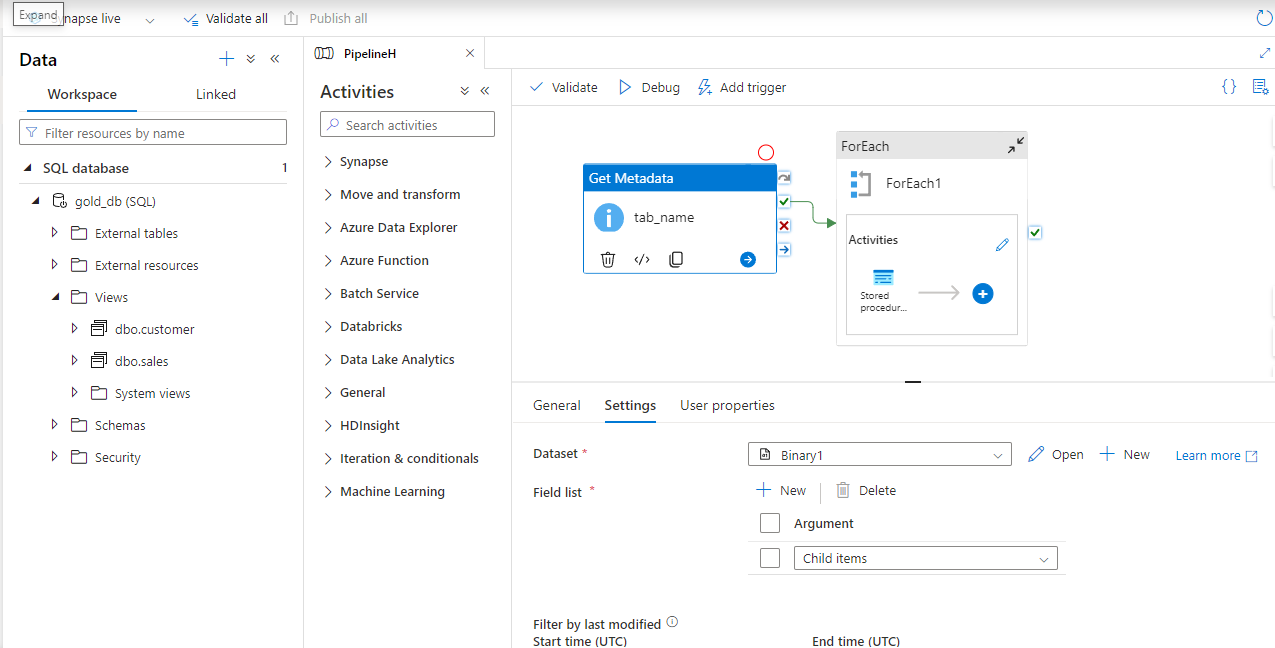 Expand
ynapse live
Validate all
Publish all
Data
Workspace
Linked
Filter resources by name
SQL database
1
gold_db (SQL)
External tables
External resources
Views
dbo.customer
dbo.sales
System views
Schemas
Security
PipelineH
Activities
Search activities
Synapse
Move and transform
Azure Data Explorer
Azure Function
Batch Service
Databricks
Data Lake Analytics
General
HDInsight
Iteration & conditionals
Machine Learning
Validate
Debug
Add trigger
{}
Get Metadata
tab_name
ForEach
ForEach1
Activities
Stored
procedur...
General
Settings
User properties
Dataset *
Binary1
Open
New
Learn more
Field list *
New
Delete
Argument
Child items
Filter by last modified
Start time (UTC)
End time (UTC)